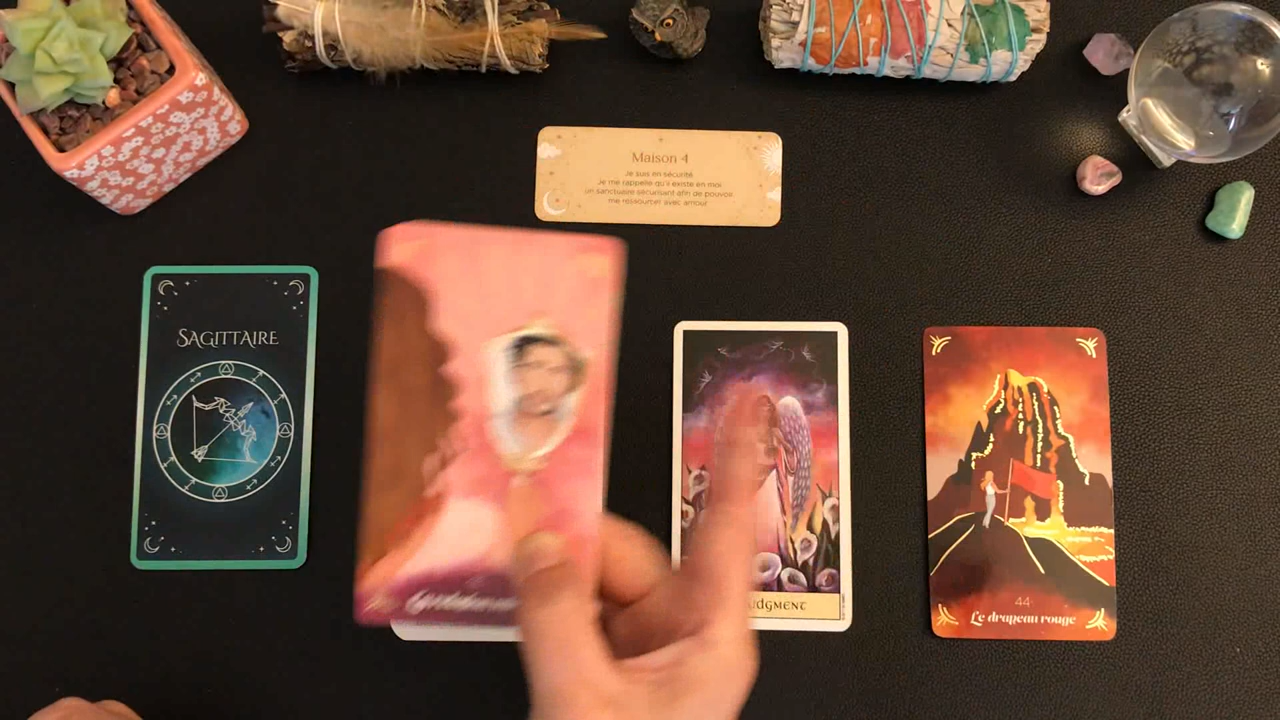 Maison 4
Je suis en sécurité
Je me rappelle qu'il existe en moi
un sanctuaire sécurisant afin de pouvoir
me ressourcer avec amour
SAGITTAIRE
JUDGMENT
44
Le drapeau rouge